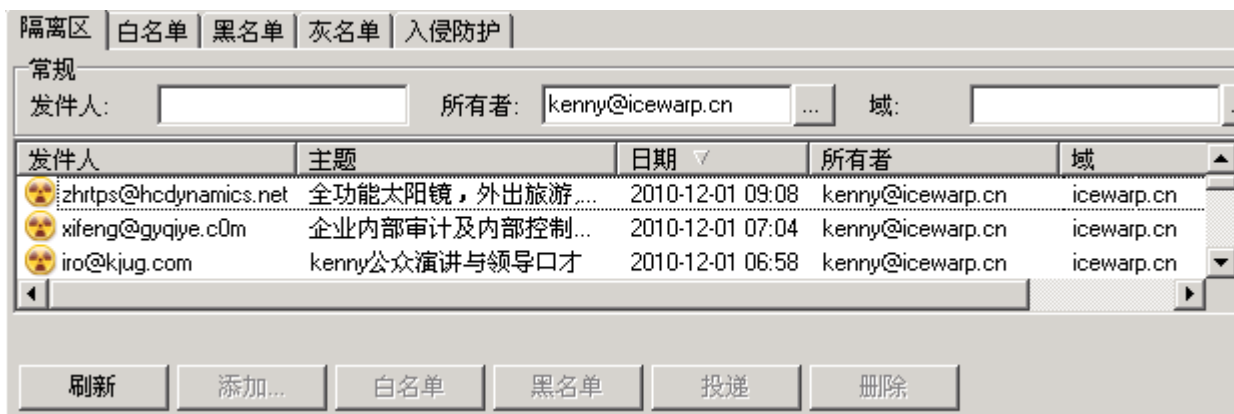 隔离区 白名单 黑名单 灰名单 入侵防护
常规
发件人: 所有者: kenny@icewarp.cn ... 域:
发件人 主题 日期 所有者 域
zhrtps@hcdynamics.net 全功能太阳镜，外出旅游,... 2010-12-01 09:08 kenny@icewarp.cn icewarp.cn
xifeng@gyqiye.c0m 企业内部审计及内部控制... 2010-12-01 07:04 kenny@icewarp.cn icewarp.cn
iro@kjug.com kenny公众演讲与领导口才 2010-12-01 06:58 kenny@icewarp.cn icewarp.cn
刷新 添加... 白名单 黑名单 投递 删除